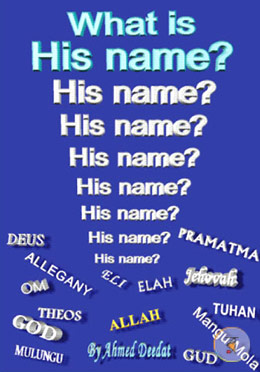 What is
His name?
His name?
His name?
His name?
His name?
His name?
His name?
His name?
DEUS
PRAMATMA
ALLEGANY
ELI
ELAH
Jehovah
OM
THEOS
ALLAH
TUHAN
GOD
Mangu Mola
MULUNGU
By Ahmed Deedat
GUD